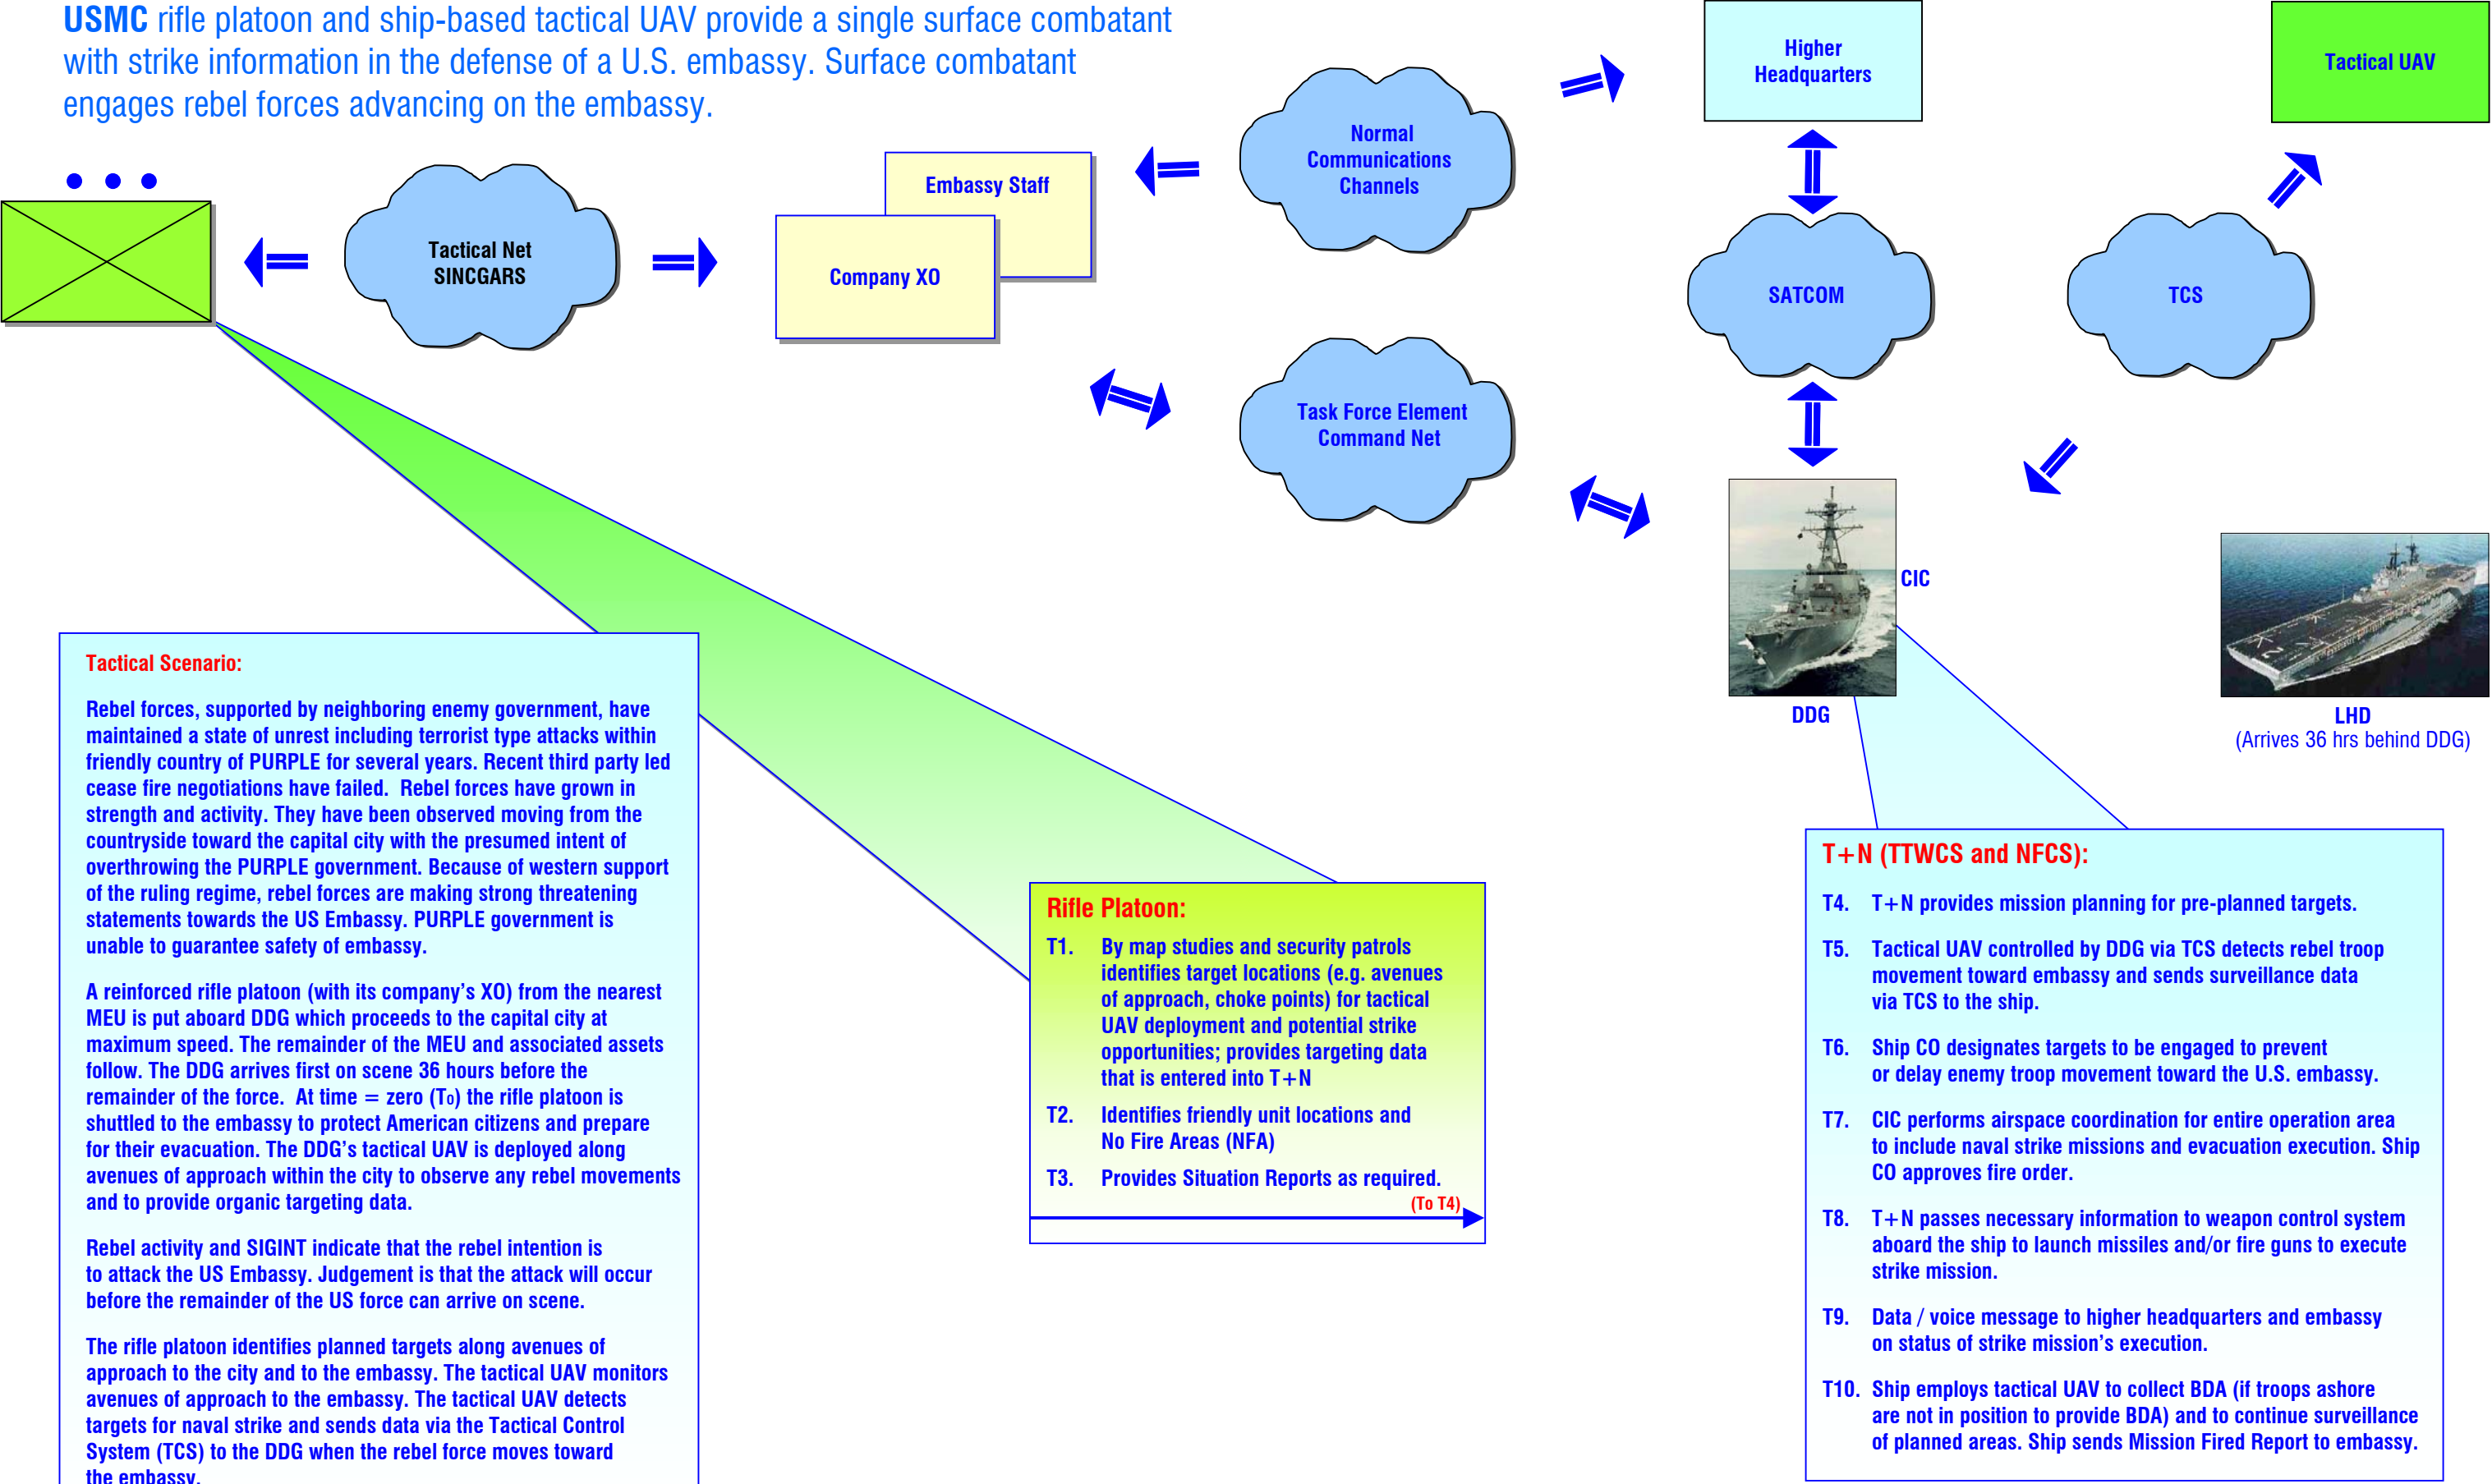 USMC rifle platoon and ship-based tactical UAV provide a single surface combatant
with strike information in the defense of a U.S. embassy. Surface combatant
engages rebel forces advancing on the embassy.
Tactical Net
SINCGARS
Embassy Staff
Company XO
Normal
Communications
Channels
Task Force Element
Command Net
Higher
Headquarters
SATCOM
Tactical UAV
TCS
CIC
DDG
LHD
(Arrives 36 hrs behind DDG)
Tactical Scenario:
Rebel forces, supported by neighboring enemy government, have
maintained a state of unrest including terrorist type attacks within
friendly country of PURPLE for several years. Recent third party led
cease fire negotiations have failed.  Rebel forces have grown in
strength and activity. They have been observed moving from the
countryside toward the capital city with the presumed intent of
overthrowing the PURPLE government. Because of western support
of the ruling regime, rebel forces are making strong threatening
statements towards the US Embassy. PURPLE government is
unable to guarantee safety of embassy.
A reinforced rifle platoon (with its company’s XO) from the nearest
MEU is put aboard DDG which proceeds to the capital city at
maximum speed. The remainder of the MEU and associated assets
follow. The DDG arrives first on scene 36 hours before the
remainder of the force.  At time = zero (T₀) the rifle platoon is
shuttled to the embassy to protect American citizens and prepare
for their evacuation. The DDG’s tactical UAV is deployed along
avenues of approach within the city to observe any rebel movements
and to provide organic targeting data.
Rebel activity and SIGINT indicate that the rebel intention is
to attack the US Embassy. Judgement is that the attack will occur
before the remainder of the US force can arrive on scene.
The rifle platoon identifies planned targets along avenues of
approach to the city and to the embassy. The tactical UAV monitors
avenues of approach to the embassy. The tactical UAV detects
targets for naval strike and sends data via the Tactical Control
System (TCS) to the DDG when the rebel force moves toward
the embassy.
Rifle Platoon:
T1. By map studies and security patrols
identifies target locations (e.g. avenues
of approach, choke points) for tactical
UAV deployment and potential strike
opportunities; provides targeting data
that is entered into T+N
T2. Identifies friendly unit locations and
No Fire Areas (NFA)
T3. Provides Situation Reports as required.
(To T4)
T+N (TTWCS and NFCS):
T4. T+N provides mission planning for pre-planned targets.
T5. Tactical UAV controlled by DDG via TCS detects rebel troop
movement toward embassy and sends surveillance data
via TCS to the ship.
T6. Ship CO designates targets to be engaged to prevent
or delay enemy troop movement toward the U.S. embassy.
T7. CIC performs airspace coordination for entire operation area
to include naval strike missions and evacuation execution. Ship
CO approves fire order.
T8. T+N passes necessary information to weapon control system
aboard the ship to launch missiles and/or fire guns to execute
strike mission.
T9. Data / voice message to higher headquarters and embassy
on status of strike mission’s execution.
T10. Ship employs tactical UAV to collect BDA (if troops ashore
are not in position to provide BDA) and to continue surveillance
of planned areas. Ship sends Mission Fired Report to embassy.